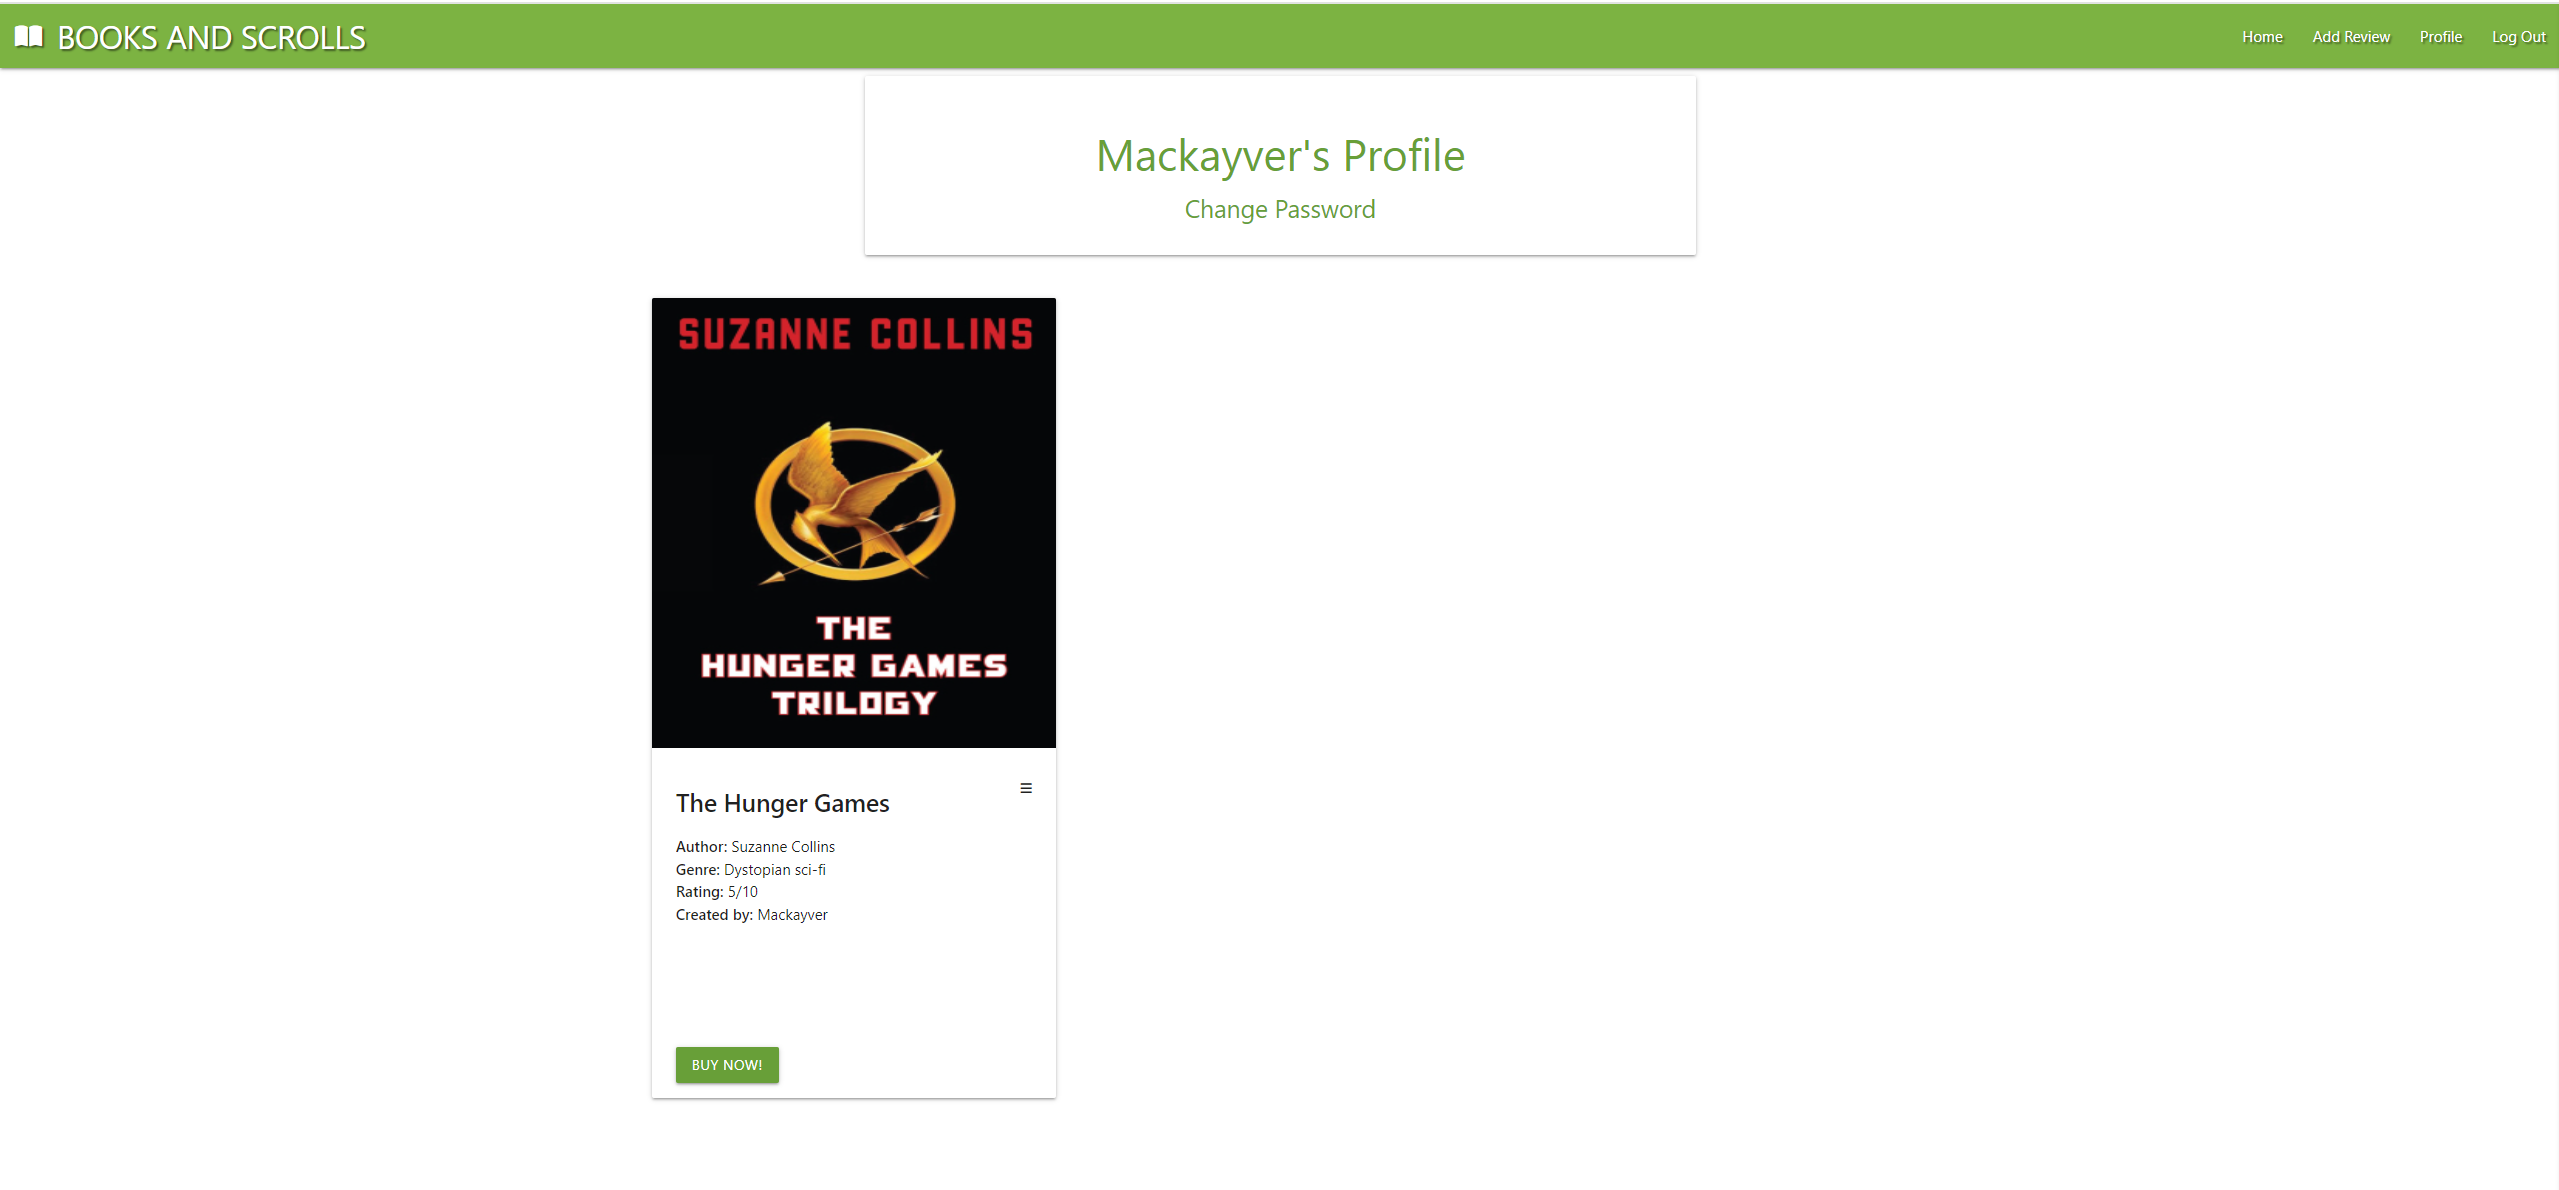 BOOKS AND SCROLLS
Home Add Review Profile Log Out
Mackayver's Profile
Change Password
SUZANNE COLLINS
THE
HUNGER GAMES
TRILOGY
The Hunger Games
Author: Suzanne Collins
Genre: Dystopian sci-fi
Rating: 5/10
Created by: Mackayver
BUY NOW!